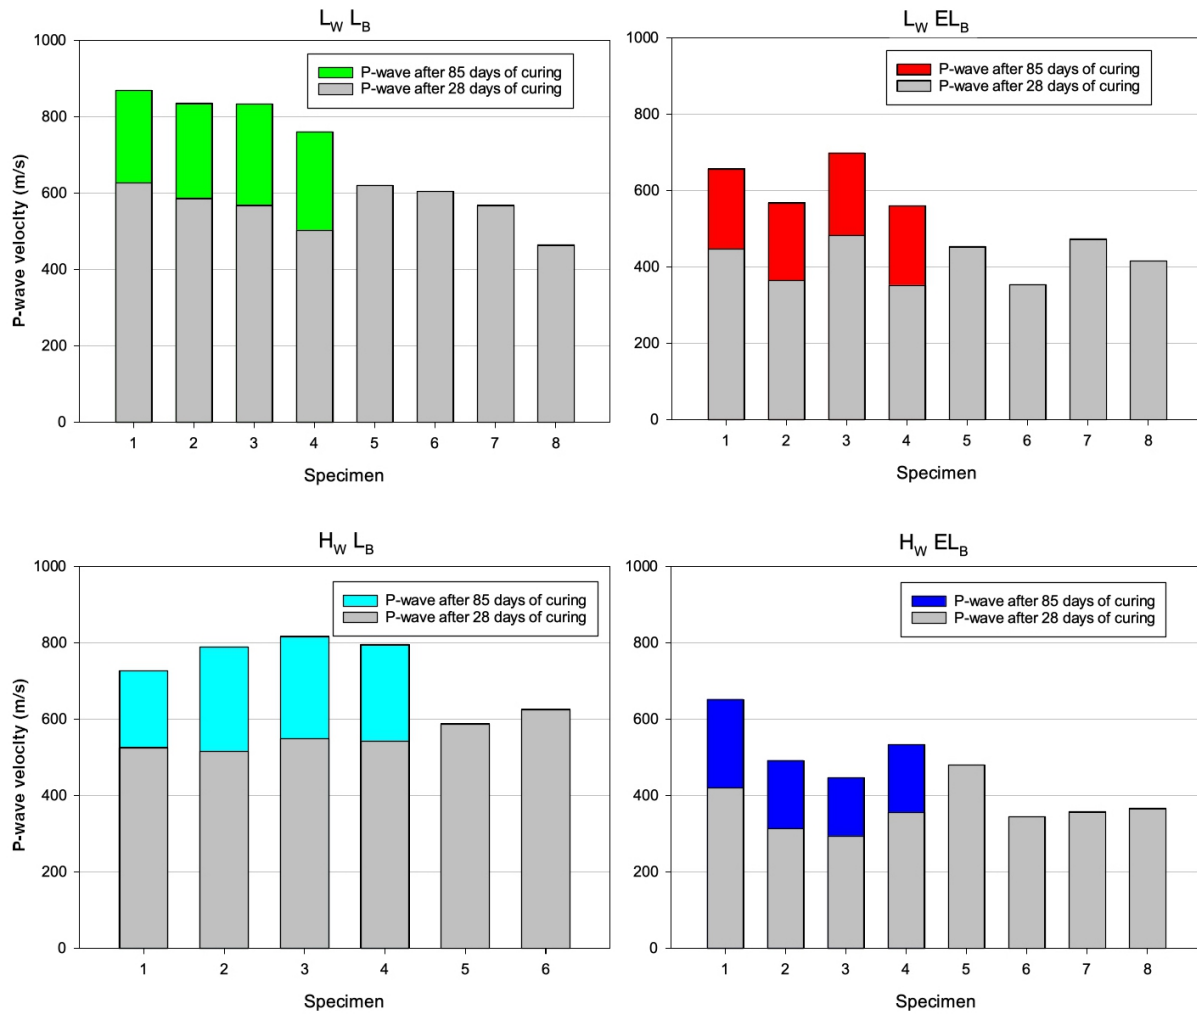 L_W L_B
1000
800
600
400
200
0
P-wave velocity (m/s)
P-wave after 85 days of curing
P-wave after 28 days of curing
1 2 3 4 5 6 7 8
Specimen
L_W EL_B
1000
800
600
400
200
0
P-wave after 85 days of curing
P-wave after 28 days of curing
1 2 3 4 5 6 7 8
Specimen
H_W L_B
1000
800
600
400
200
0
P-wave velocity (m/s)
P-wave after 85 days of curing
P-wave after 28 days of curing
1 2 3 4 5 6
Specimen
H_W EL_B
1000
800
600
400
200
0
P-wave after 85 days of curing
P-wave after 28 days of curing
1 2 3 4 5 6 7 8
Specimen